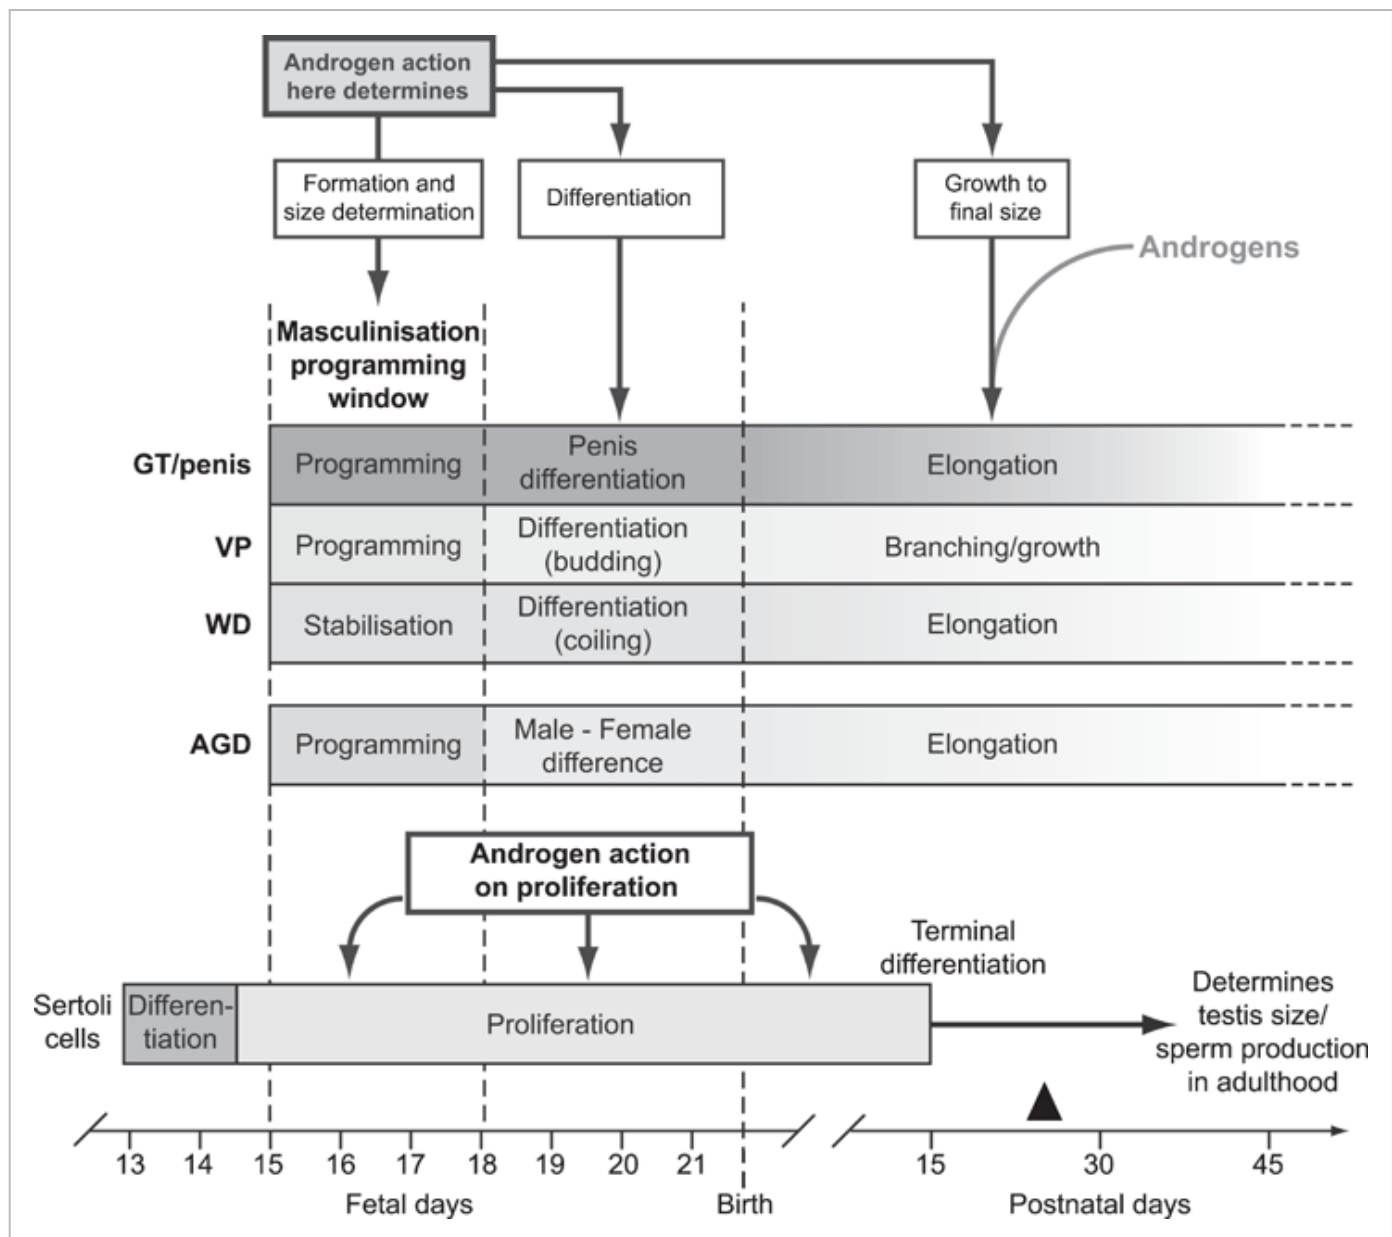 Androgen action
here determines
Formation and
size determination
Differentiation
Growth to
final size
Androgens
Masculinisation
programming
window
GT/penis
Programming
Penis
differentiation
Elongation
VP
Programming
Differentiation
(budding)
Branching/growth
WD
Stabilisation
Differentiation
(coiling)
Elongation
AGD
Programming
Male - Female
difference
Elongation
Androgen action
on proliferation
Terminal
differentiation
Sertoli
cells
Differen-
tiation
Proliferation
Determines
testis size/
sperm production
in adulthood
13 14 15 16 17 18 19 20 21 15 30 45
Fetal days Birth Postnatal days